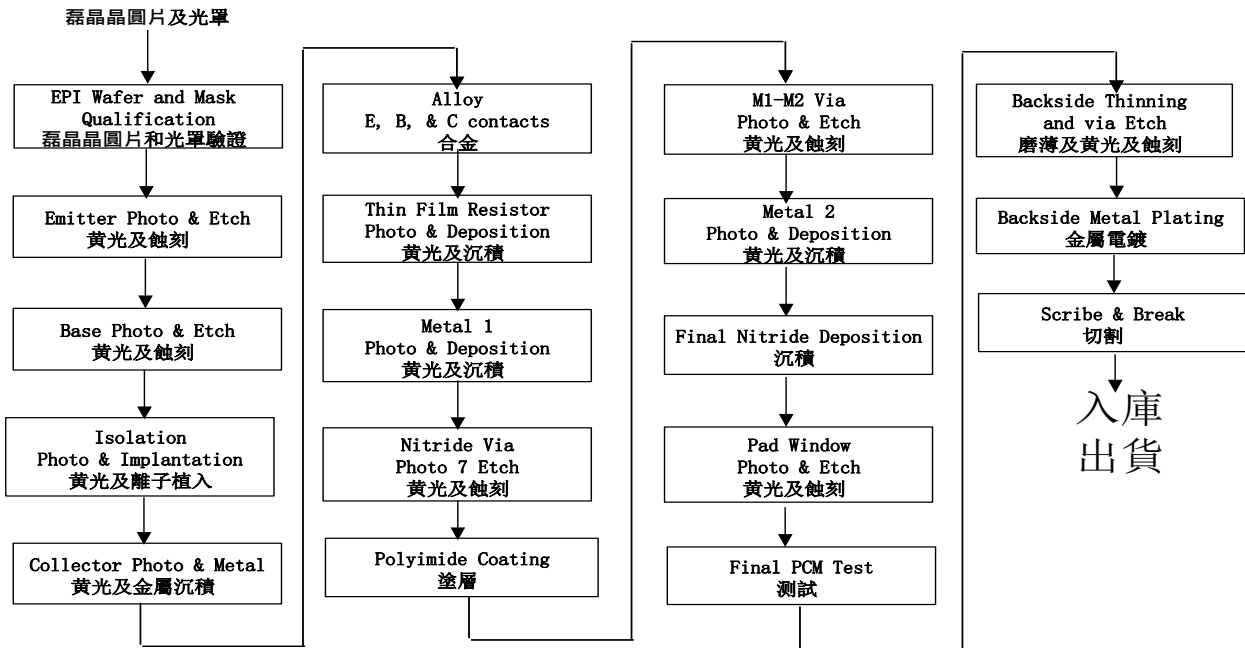 磊晶晶圓片及光罩
EPI Wafer and Mask
Qualification
磊晶晶圓片和光罩驗證
Emitter Photo & Etch
黃光及蝕刻
Base Photo & Etch
黃光及蝕刻
Isolation
Photo & Implantation
黃光及離子植入
Collector Photo & Metal
黃光及金屬沉積
Alloy
E, B, & C contacts
合金
Thin Film Resistor
Photo & Deposition
黃光及沉積
Metal 1
Photo & Deposition
黃光及沉積
Nitride Via
Photo 7 Etch
黃光及蝕刻
Polyimide Coating
塗層
M1-M2 Via
Photo & Etch
黃光及蝕刻
Metal 2
Photo & Deposition
黃光及沉積
Final Nitride Deposition
沉積
Pad Window
Photo & Etch
黃光及蝕刻
Final PCM Test
測試
Backside Thinning
and via Etch
磨薄及黃光及蝕刻
Backside Metal Plating
金屬電鍍
Scribe & Break
切割
入庫
出貨